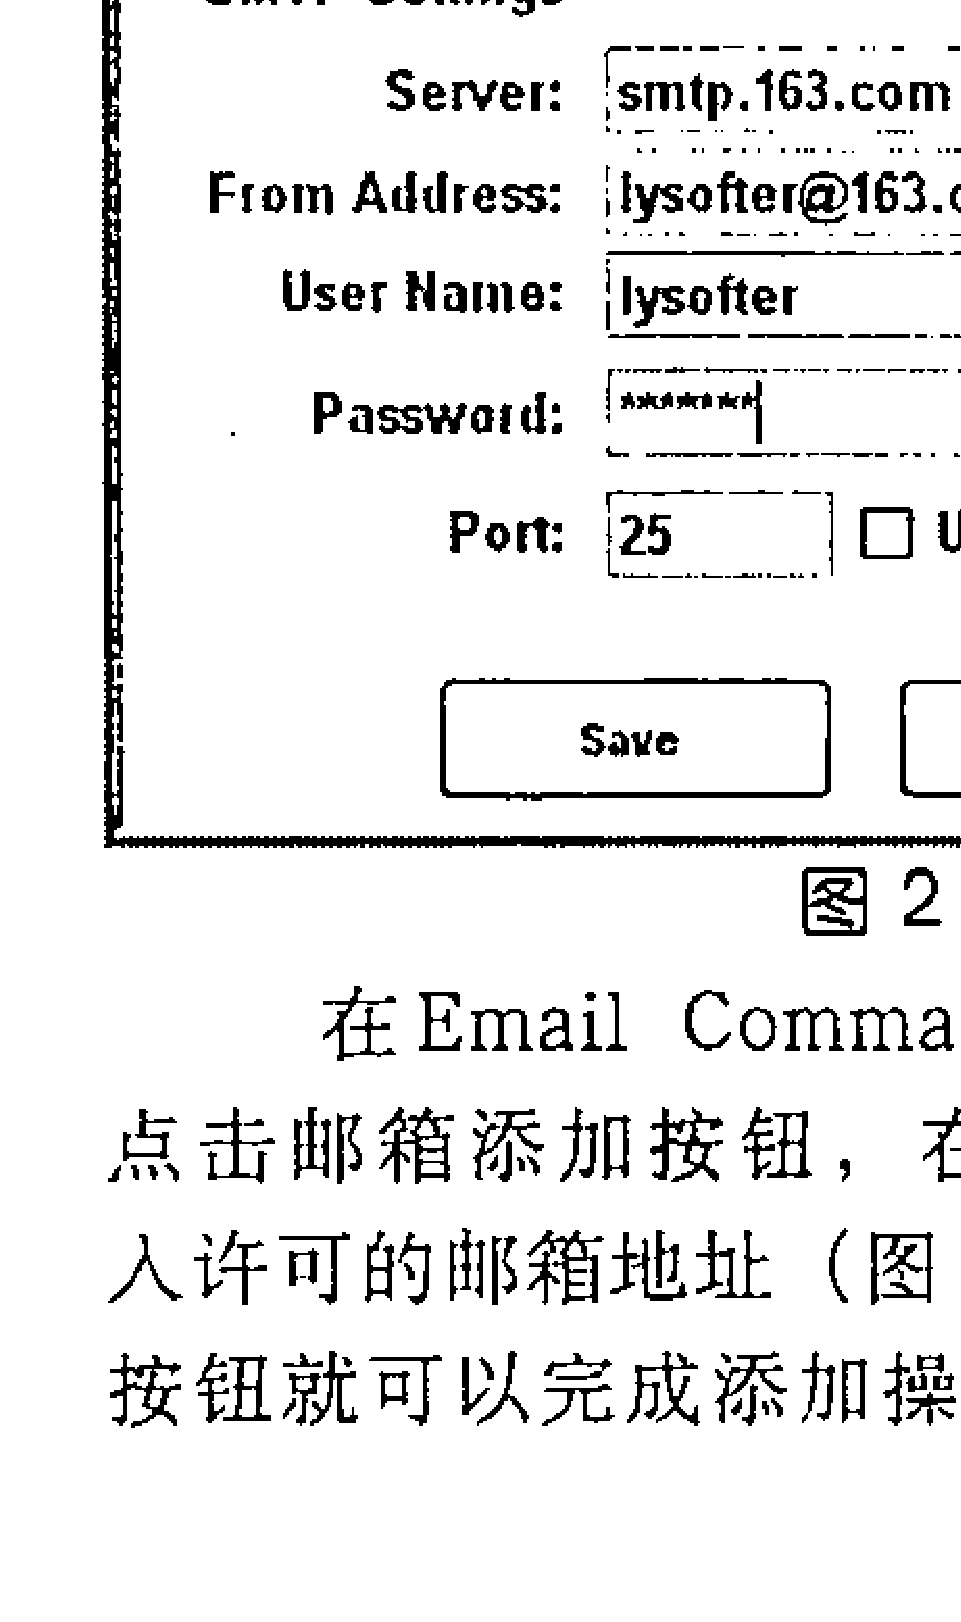 Server: smtp.163.com
From Address: lysofter@163.
User Name: lysofter
Password: *******
Port: 25
Save
图 2
在Email Comma
点击邮箱添加按钮，在
入许可的邮箱地址（图
按钮就可以完成添加操